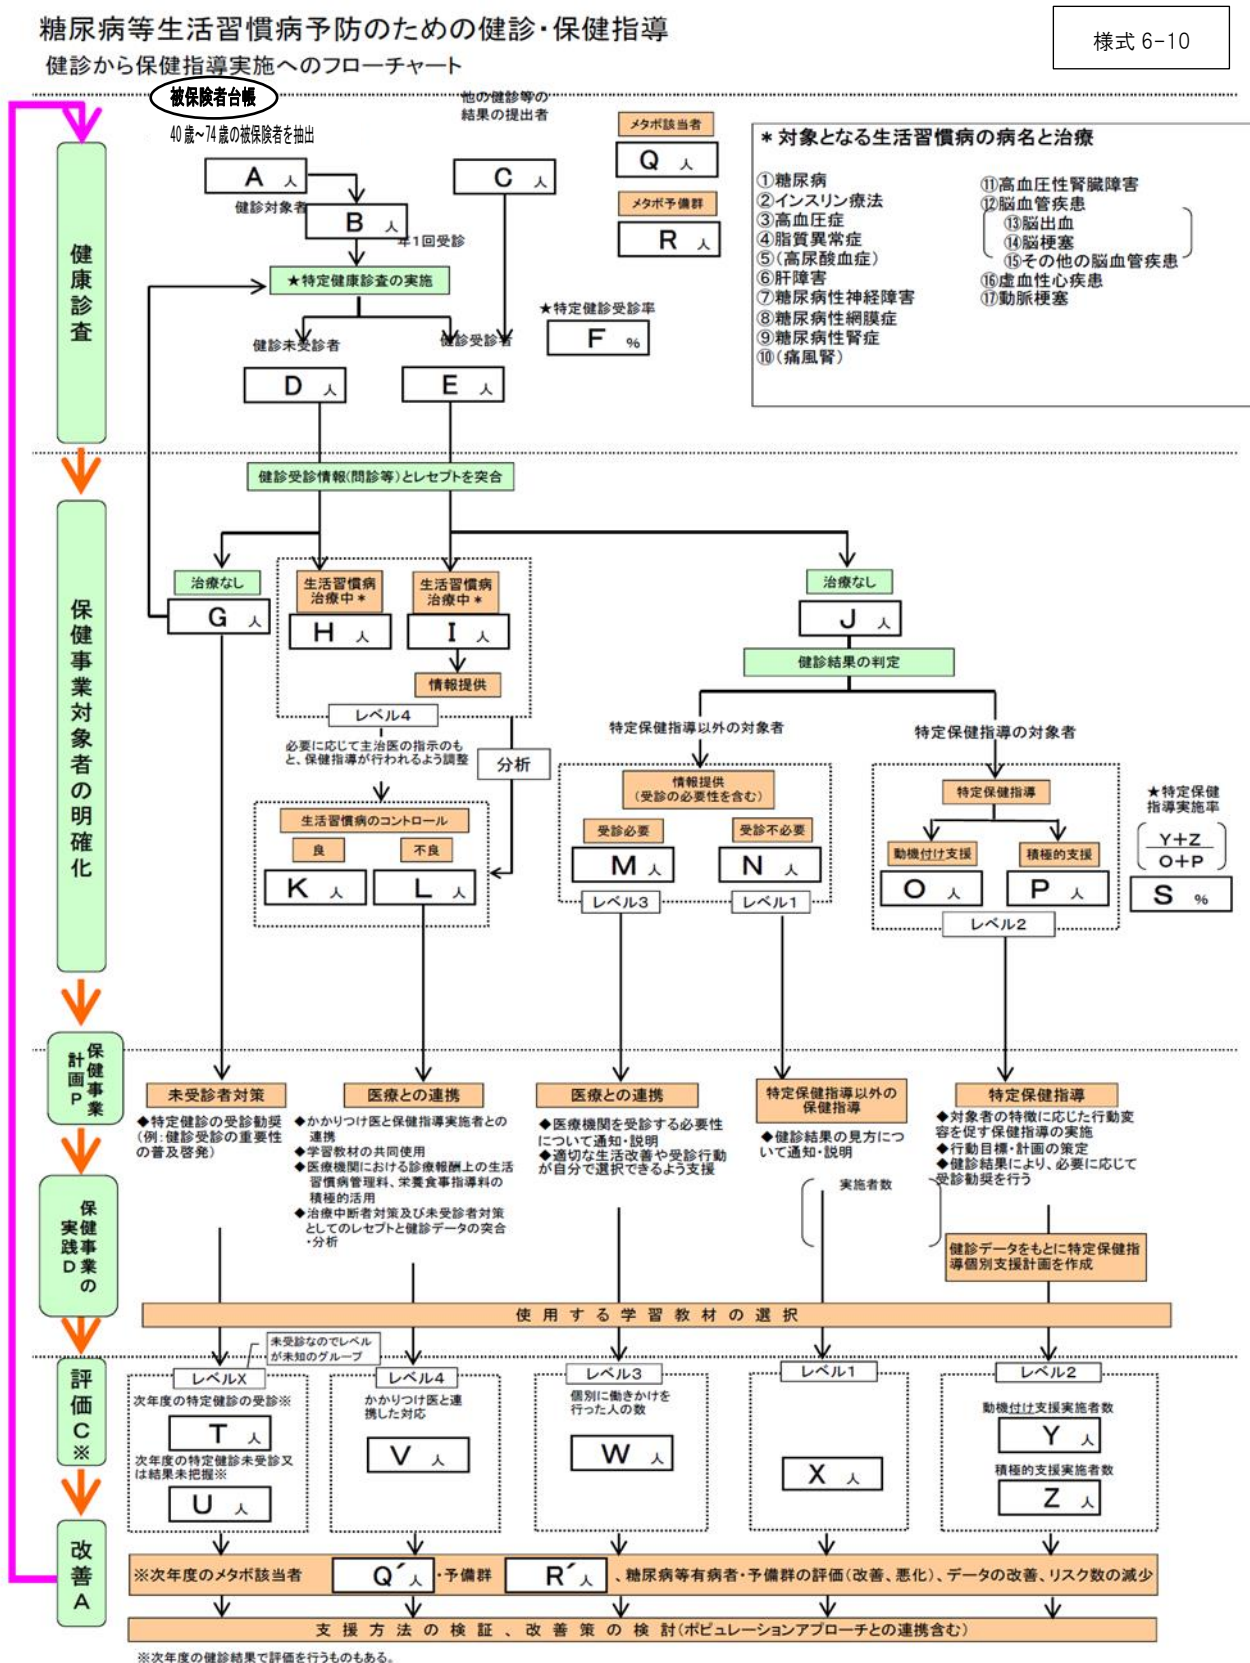 糖尿病等生活習慣病予防のための健診・保健指導
様式 6-10
健診から保健指導実施へのフローチャート
被保険者台帳
40歳～74歳の被保険者を抽出
他の健診等の
結果の提出者
A 人
健診対象者
B 人
年1回受診
C 人
メタボ該当者
Q 人
メタボ予備群
R 人
＊対象となる生活習慣病の病名と治療
①糖尿病
②インスリン療法
③高血圧症
④脂質異常症
⑤(高尿酸血症)
⑥肝障害
⑦糖尿病性神経障害
⑧糖尿病性網膜症
⑨糖尿病性腎症
⑩(痛風腎)
⑪高血圧性腎臓障害
⑫脳血管疾患
⑬脳出血
⑭脳梗塞
⑮その他の脳血管疾患
⑯虚血性心疾患
⑰動脈梗塞
健康診査
★特定健康診査の実施
健診未受診者
健診受診者
★特定健診受診率
F %
D 人
E 人
健診受診情報(問診等)とレセプトを突合
保健事業対象者の明確化
治療なし
G 人
生活習慣病
治療中＊
H 人
生活習慣病
治療中＊
I 人
情報提供
レベル4
治療なし
J 人
健診結果の判定
必要に応じて主治医の指示のも
と、保健指導が行われるよう調整
分析
特定保健指導以外の対象者
特定保健指導の対象者
生活習慣病のコントロール
良
不良
K 人
L 人
情報提供
(受診の必要性を含む)
受診必要
受診不必要
M 人
N 人
レベル3
レベル1
特定保健指導
動機付け支援
積極的支援
O 人
P 人
レベル2
★特定保健
指導実施率
Y+Z
O+P
S %
保健事業
計画P
未受診者対策
◆特定健診の受診勧奨
(例:健診受診の重要性
の普及啓発)
医療との連携
◆かかりつけ医と保健指導実施者との
連携
◆学習教材の共同使用
◆医療機関における診療報酬上の生活
習慣病管理料、栄養食事指導料の
積極的活用
◆治療中断者対策及び未受診者対策
としてのレセプトと健診データの突合
・分析
医療との連携
◆医療機関を受診する必要性
について通知・説明
◆適切な生活改善や受診行動
が自分で選択できるよう支援
特定保健指導以外の
保健指導
◆健診結果の見方につ
いて通知・説明
実施者数
特定保健指導
◆対象者の特徴に応じた行動変
容を促す保健指導の実施
◆行動目標・計画の策定
◆健診結果により、必要に応じて
受診勧奨を行う
健診データをもとに特定保健指
導個別支援計画を作成
保健事業の
実践D
使用する学習教材の選択
未受診なのでレベル
が未知のグループ
評価C※
レベルX
次年度の特定健診の受診※
T 人
次年度の特定健診未受診又
は結果未把握※
U 人
レベル4
かかりつけ医と連
携した対応
V 人
レベル3
個別に働きかけを
行った人の数
W 人
レベル1
X 人
レベル2
動機付け支援実施者数
Y 人
積極的支援実施者数
Z 人
改善A
※次年度のメタボ該当者 Q´人 ・予備群 R´人 、糖尿病等有病者・予備群の評価(改善、悪化)、データの改善、リスク数の減少
支援方法の検証、改善策の検討(ポピュレーションアプローチとの連携含む)
※次年度の健診結果で評価を行うものもある。